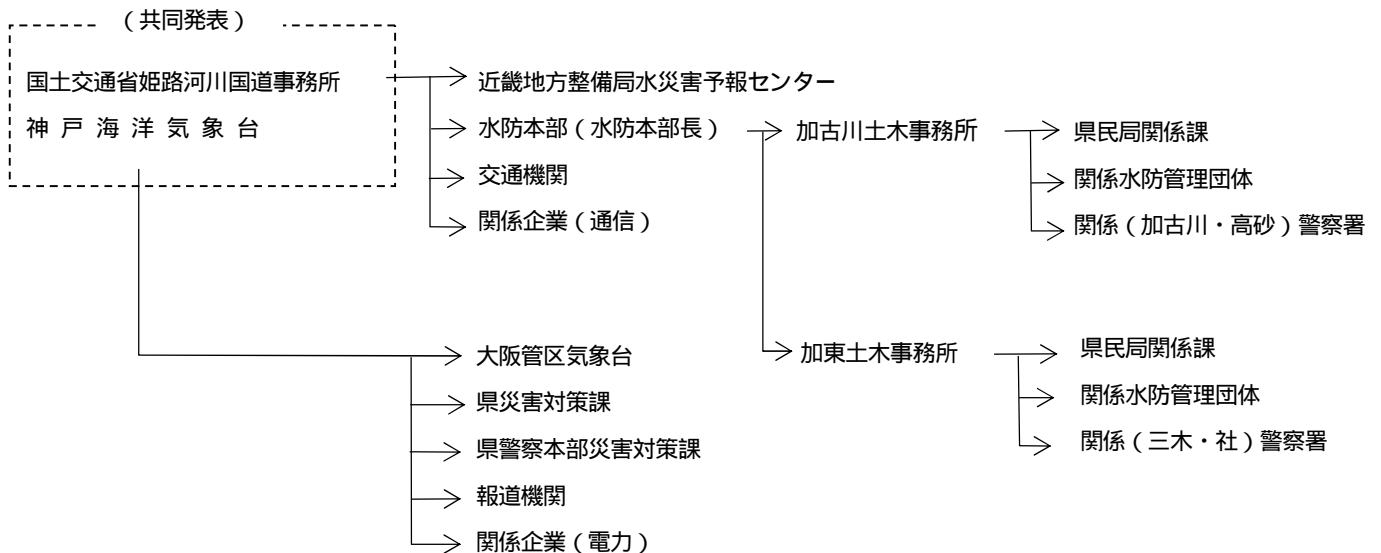 （共同発表）
国土交通省姫路河川国道事務所
神戸海洋気象台
近畿地方整備局水災害予報センター
水防本部（水防本部長）
交通機関
関係企業（通信）
加古川土木事務所
県民局関係課
関係水防管理団体
関係（加古川・高砂）警察署
大阪管区気象台
県災害対策課
県警察本部災害対策課
報道機関
関係企業（電力）
加東土木事務所
県民局関係課
関係水防管理団体
関係（三木・社）警察署